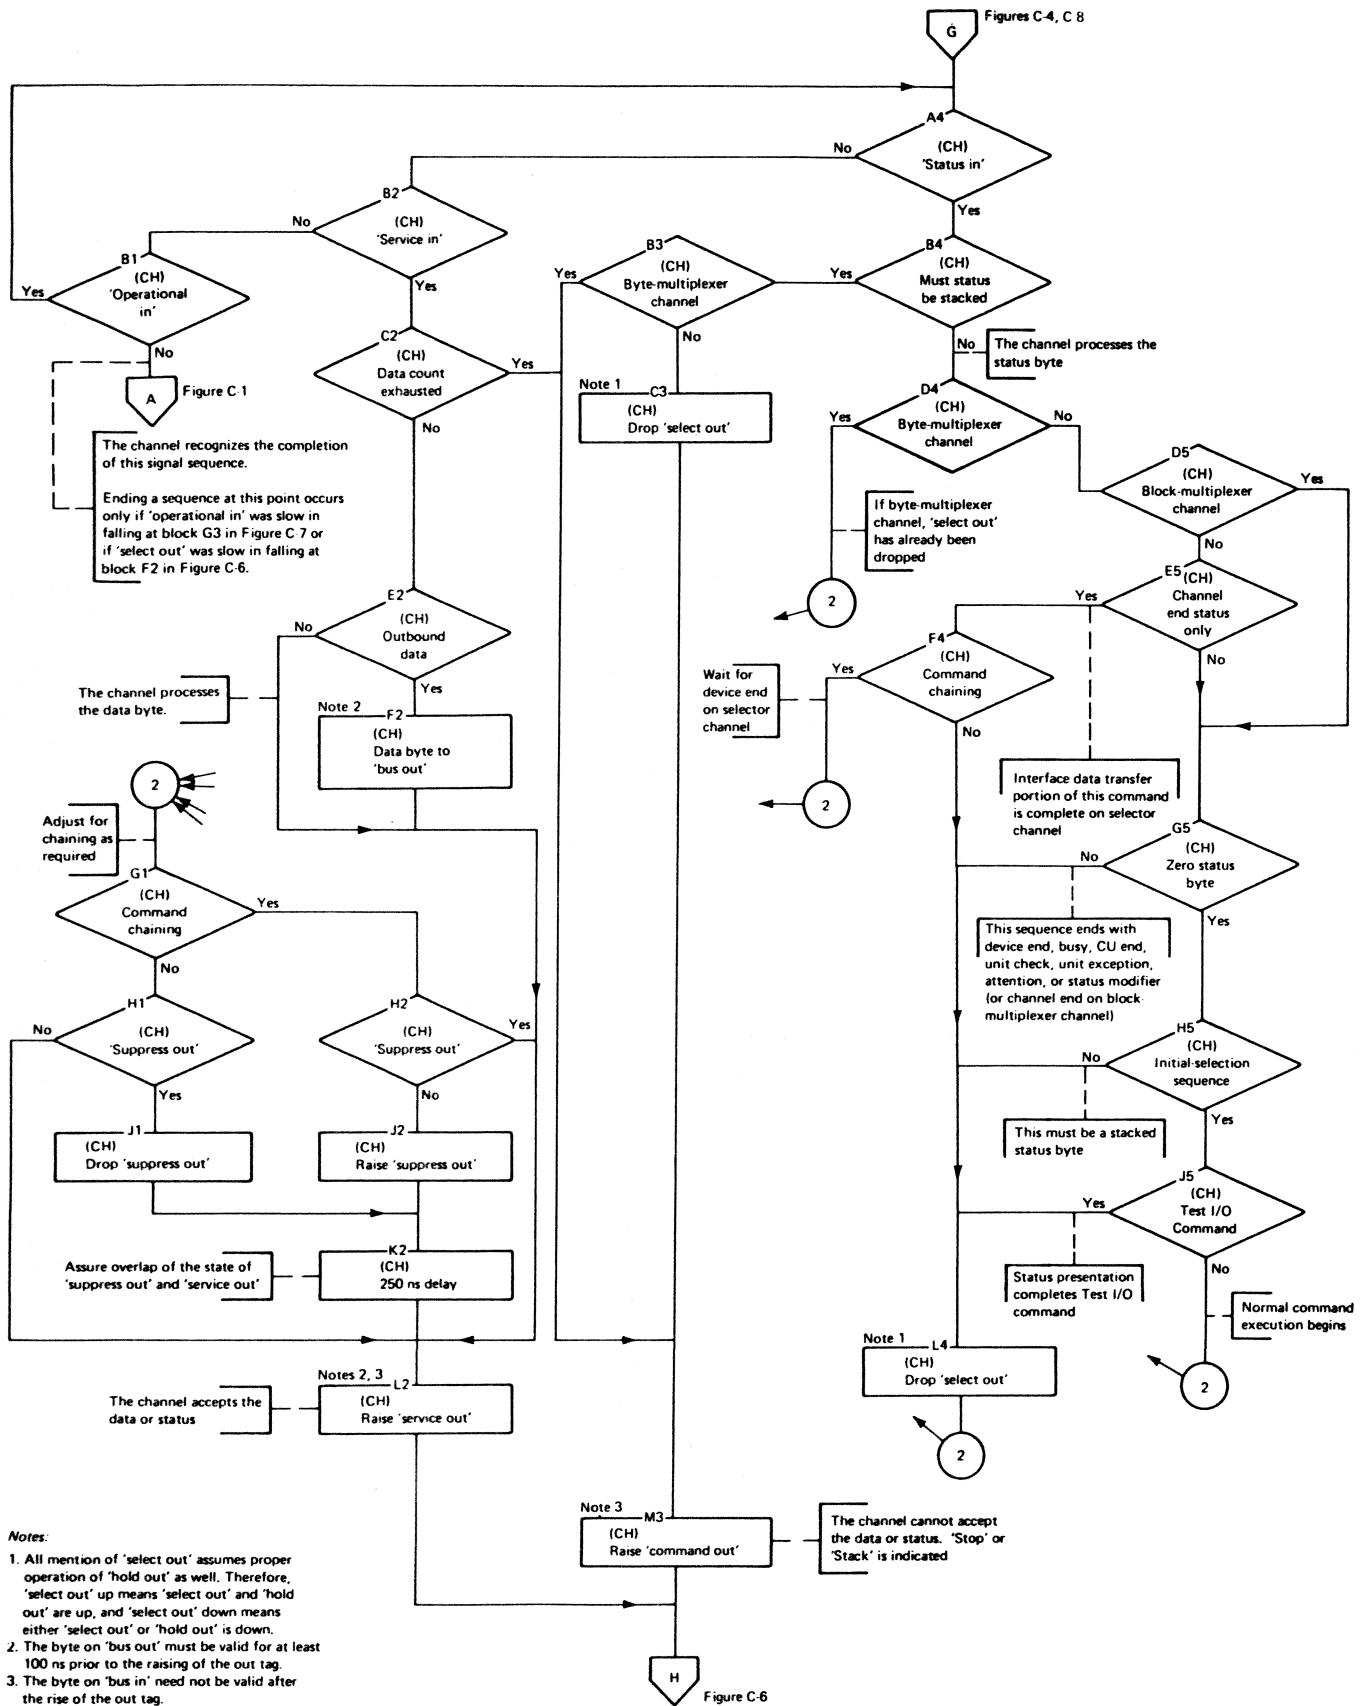 G
Figures C-4, C 8
A4
(CH)
'Status in'
No
Yes
B2
(CH)
'Service in'
No
Yes
B1
(CH)
'Operational
in'
Yes
No
A
Figure C-1
The channel recognizes the completion
of this signal sequence.
Ending a sequence at this point occurs
only if 'operational in' was slow in
falling at block G3 in Figure C-7 or
if 'select out' was slow in falling at
block F2 in Figure C-6.
B3
(CH)
Byte-multiplexer
channel
Yes
No
B4
(CH)
Must status
be stacked
Yes
No
The channel processes the
status byte
C2
(CH)
Data count
exhausted
Yes
No
Note 1
C3
(CH)
Drop 'select out'
D4
(CH)
Byte-multiplexer
channel
Yes
No
If byte-multiplexer
channel, 'select out'
has already been
dropped
2
D5
(CH)
Block-multiplexer
channel
Yes
No
E5
(CH)
Channel
end status
only
Yes
No
E2
(CH)
Outbound
data
No
Yes
The channel processes
the data byte.
Note 2
F2
(CH)
Data byte to
'bus out'
F4
(CH)
Command
chaining
Yes
No
Wait for
device end
on selector
channel
2
Interface data transfer
portion of this command
is complete on selector
channel
2
Adjust for
chaining as
required
G1
(CH)
Command
chaining
Yes
No
G5
(CH)
Zero status
byte
No
Yes
This sequence ends with
device end, busy, CU end,
unit check, unit exception,
attention, or status modifier
(or channel end on block-
multiplexer channel)
H1
(CH)
'Suppress out'
No
Yes
H2
(CH)
'Suppress out'
Yes
No
H5
(CH)
Initial-selection
sequence
No
Yes
This must be a stacked
status byte
J1
(CH)
Drop 'suppress out'
J2
(CH)
Raise 'suppress out'
J5
(CH)
Test I/O
Command
Yes
No
Status presentation
completes Test I/O
command
Normal command
execution begins
2
Assure overlap of the state of
'suppress out' and 'service out'
K2
(CH)
250 ns delay
Note 1
L4
(CH)
Drop 'select out'
2
The channel accepts the
data or status
Notes 2, 3
L2
(CH)
Raise 'service out'
Note 3
M3
(CH)
Raise 'command out'
The channel cannot accept
the data or status. 'Stop' or
'Stack' is indicated
H
Figure C-6
Notes:
1. All mention of 'select out' assumes proper
operation of 'hold out' as well. Therefore,
'select out' up means 'select out' and 'hold
out' are up, and 'select out' down means
either 'select out' or 'hold out' is down.
2. The byte on 'bus out' must be valid for at least
100 ns prior to the raising of the out tag.
3. The byte on 'bus in' need not be valid after
the rise of the out tag.